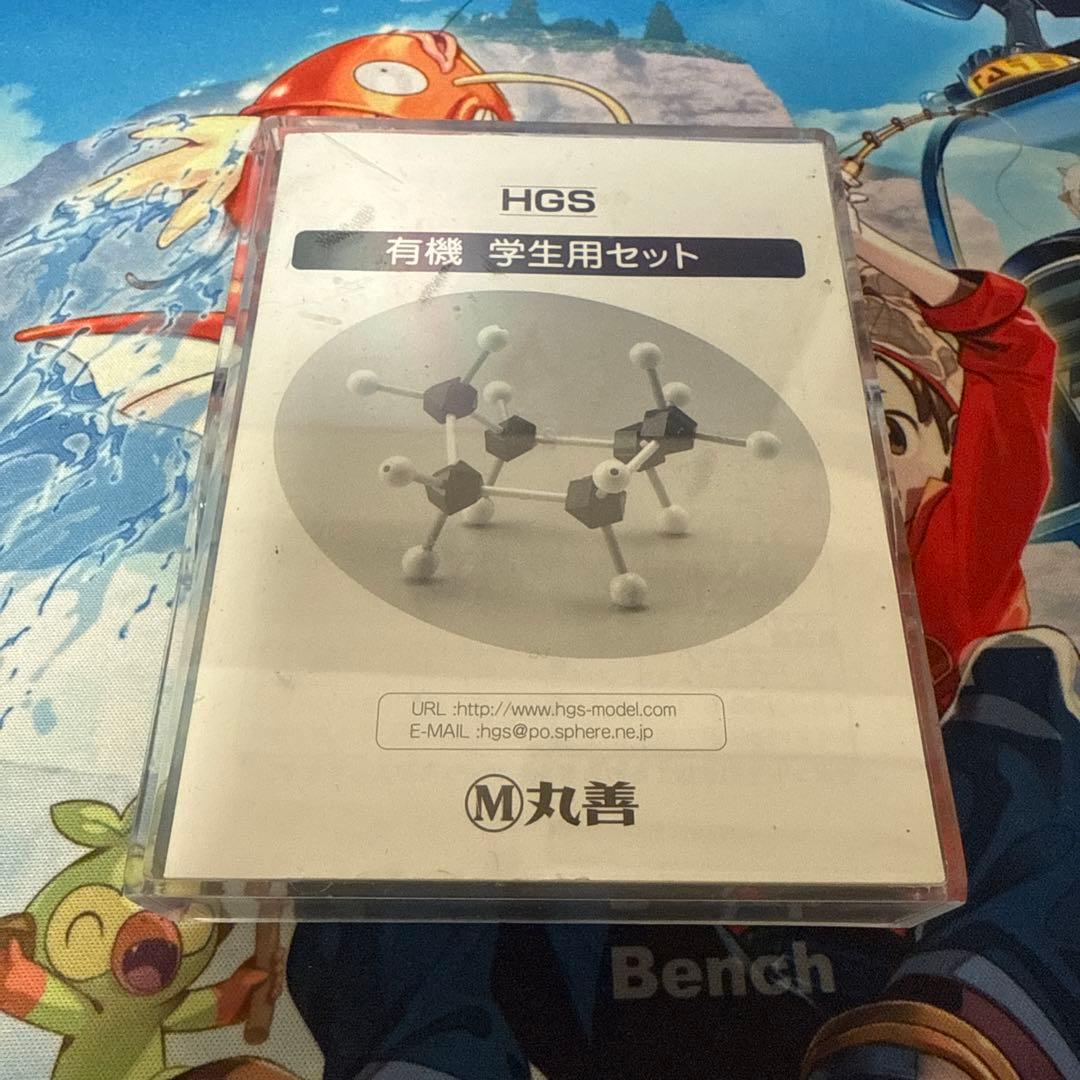 HGS
有機 学生用セット
URL :http://www.hgs-model.com
E-MAIL :hgs@po.sphere.ne.jp
M丸善
Bench